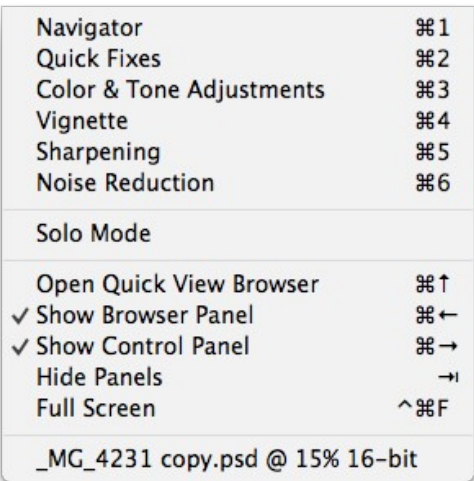 Navigator ⌘1
Quick Fixes ⌘2
Color & Tone Adjustments ⌘3
Vignette ⌘4
Sharpening ⌘5
Noise Reduction ⌘6
Solo Mode
Open Quick View Browser ⌘↑
✓ Show Browser Panel ⌘←
✓ Show Control Panel ⌘→
Hide Panels ⇥
Full Screen ^⌘F
_MG_4231 copy.psd @ 15% 16-bit